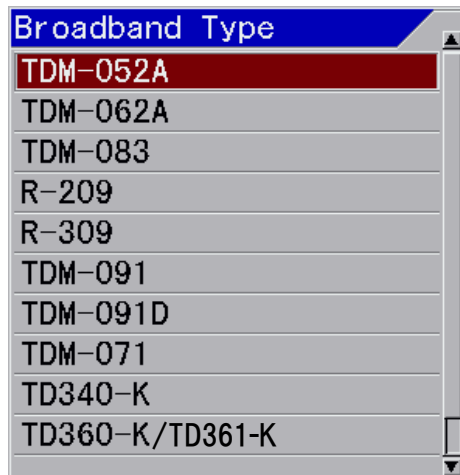 Broadband Type
TDM-052A
TDM-062A
TDM-083
R-209
R-309
TDM-091
TDM-091D
TDM-071
TD340-K
TD360-K/TD361-K